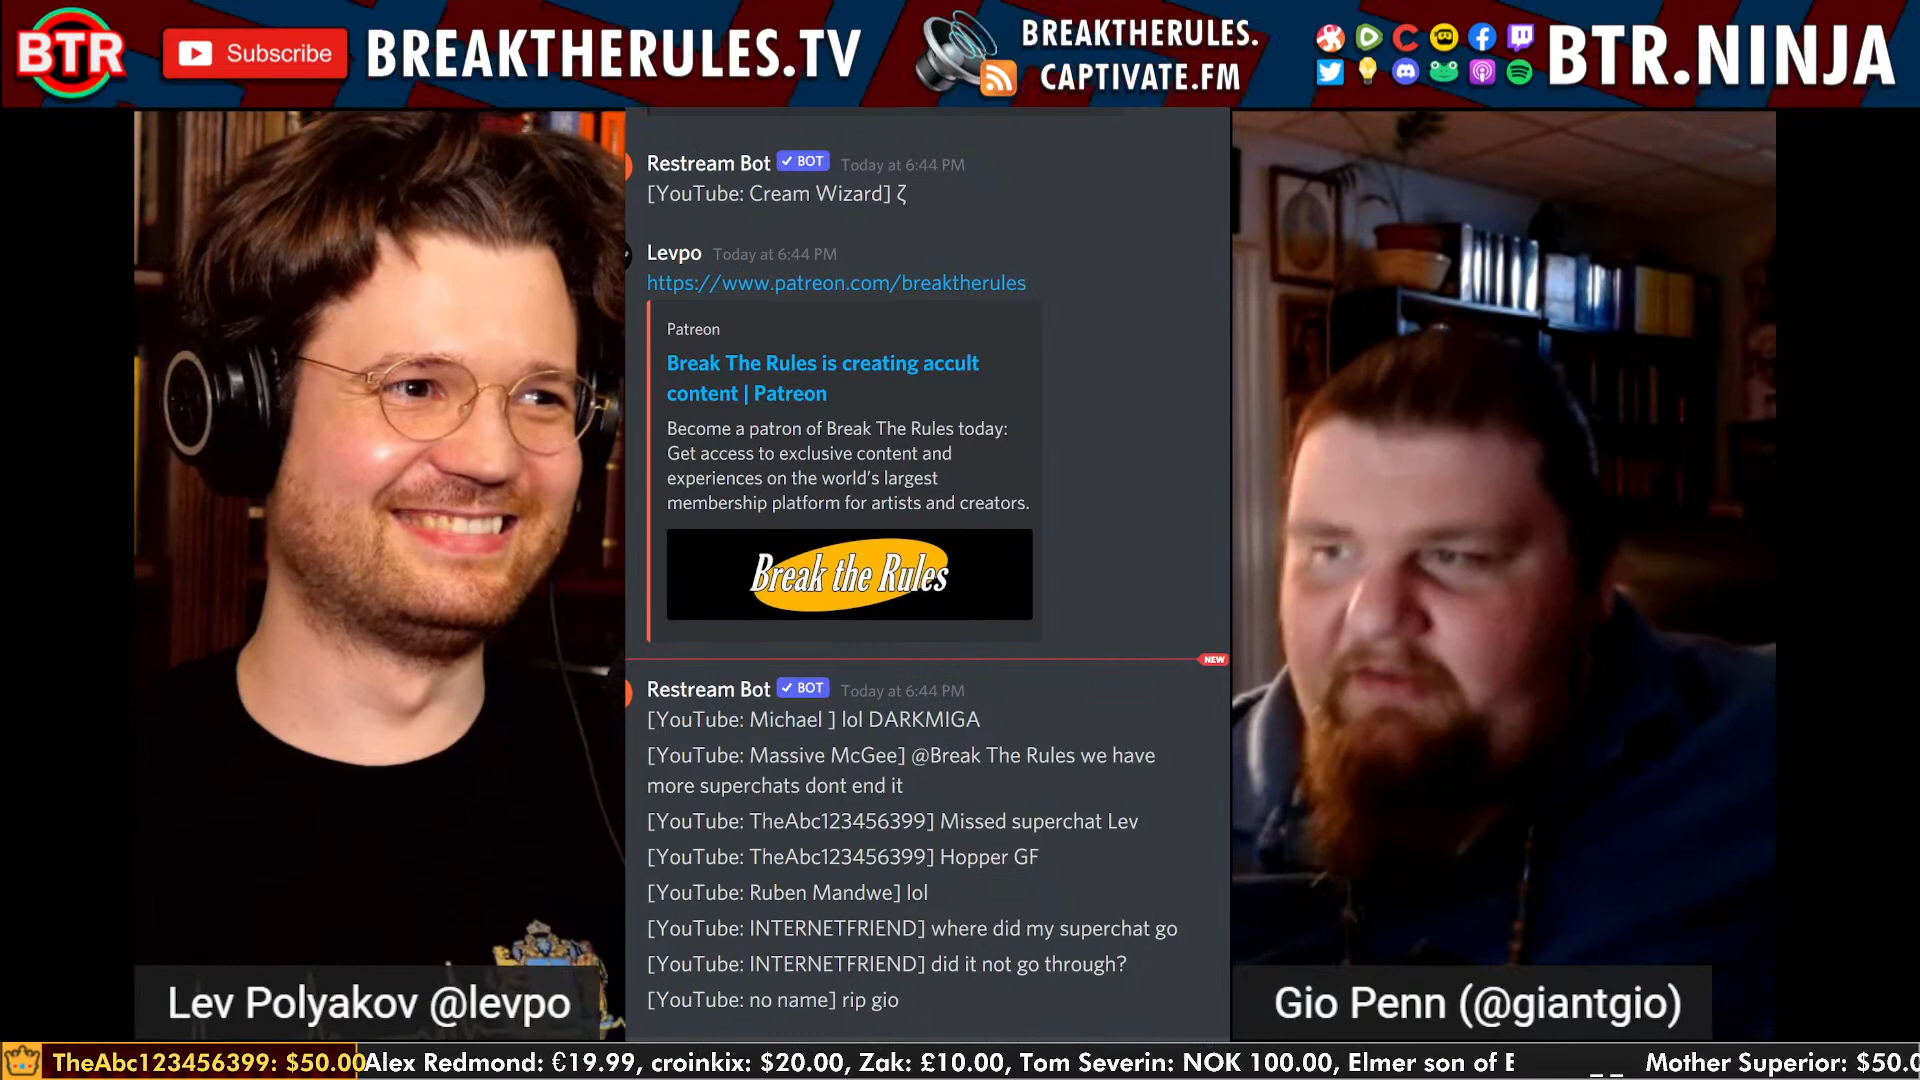 BTR
Subscribe
BREAKTHERULES.TV
BREAKTHERULES.
CAPTIVATE.FM
BTR.NINJA
Restream Bot ✓ BOT Today at 6:44 PM
[YouTube: Cream Wizard] ζ
Levpo Today at 6:44 PM
https://www.patreon.com/breaktherules
Patreon
Break The Rules is creating accult
content | Patreon
Become a patron of Break The Rules today:
Get access to exclusive content and
experiences on the world's largest
membership platform for artists and creators.
Break the Rules
NEW
Restream Bot ✓ BOT Today at 6:44 PM
[YouTube: Michael ] lol DARKMIGA
[YouTube: Massive McGee] @Break The Rules we have
more superchats dont end it
[YouTube: TheAbc123456399] Missed superchat Lev
[YouTube: TheAbc123456399] Hopper GF
[YouTube: Ruben Mandwe] lol
[YouTube: INTERNETFRIEND] where did my superchat go
[YouTube: INTERNETFRIEND] did it not go through?
[YouTube: no name] rip gio
Lev Polyakov @levpo
Gio Penn (@giantgio)
TheAbc123456399: $50.00 Alex Redmond: €19.99, croinkix: $20.00, Zak: £10.00, Tom Severin: NOK 100.00, Elmer son of E _ _ Mother Superior: $50.0